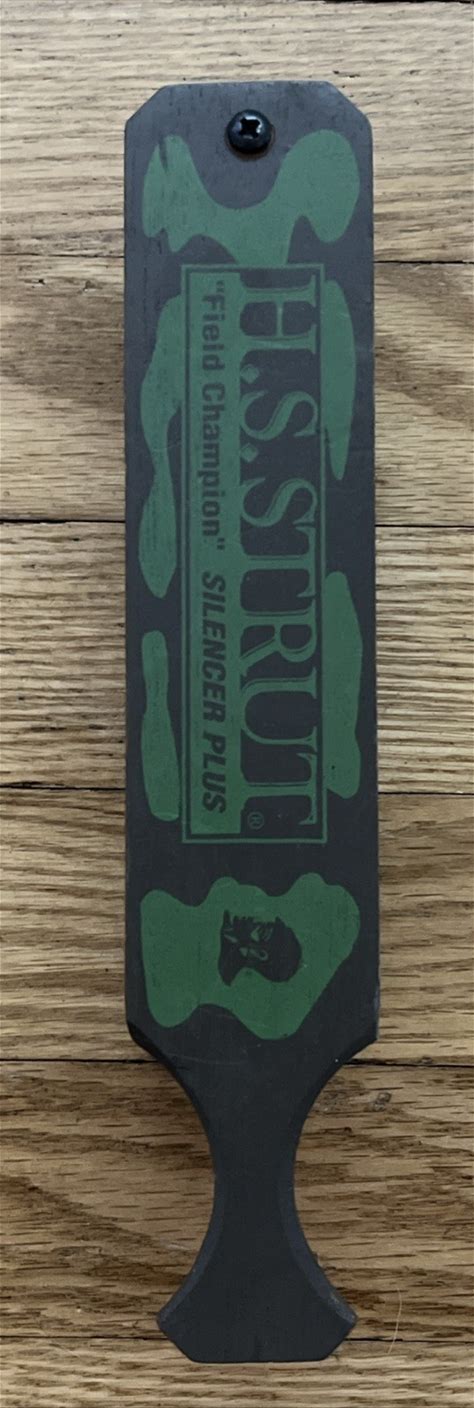 H.S. STRUT®
"Field Champion" SILENCER PLUS